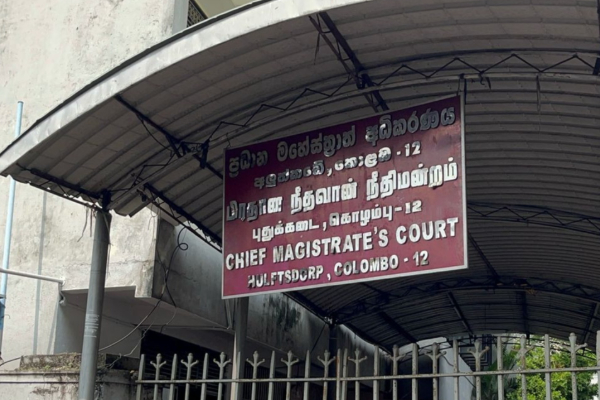 ප්‍රධාන මහේස්ත්‍රාත් අධිකරණය
අලුත්කඩේ, කොළඹ - 12
பிரதான நீதவான் நீதிமன்றம்
புதுக்கடை, கொழும்பு - 12
CHIEF MAGISTRATE'S COURT
HULFTSDORP, COLOMBO - 12